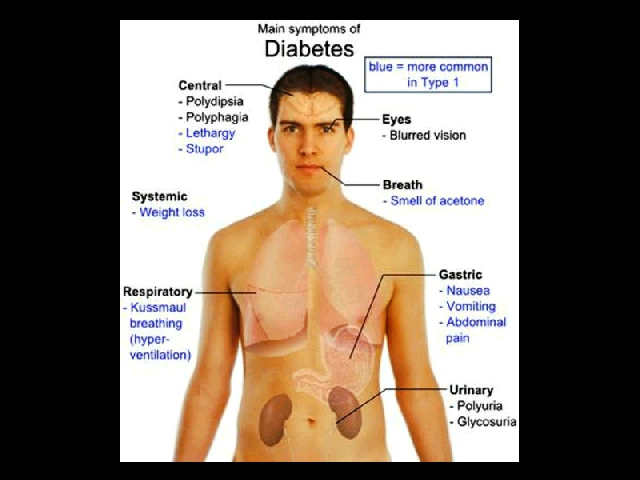 Main symptoms of
Diabetes
blue = more common
in Type 1
Central
- Polydipsia
- Polyphagia
- Lethargy
- Stupor
Eyes
- Blurred vision
Breath
- Smell of acetone
Systemic
- Weight loss
Respiratory
- Kussmaul
breathing
(hyper-
ventilation)
Gastric
- Nausea
- Vomiting
- Abdominal
pain
Urinary
- Polyuria
- Glycosuria